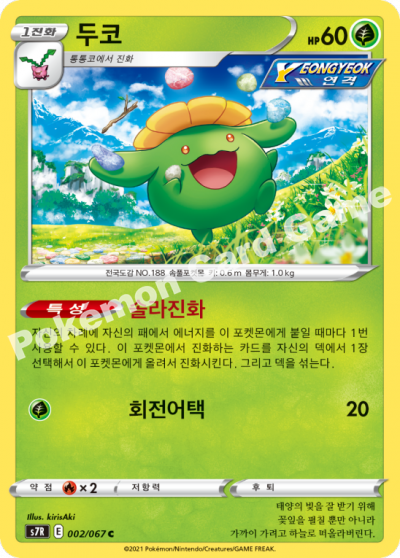 1진화 두코 HP60
통통코에서 진화
YEONGYEOK
연격
전국도감 NO.188 속풀포켓몬 키: 0.6 m 몸무게: 1.0 kg
특성 솔라진화
자신의 차례에 자신의 패에서 에너지를 이 포켓몬에게 붙일 때마다 1번
사용할 수 있다. 이 포켓몬에서 진화하는 카드를 자신의 덱에서 1장
선택해서 이 포켓몬에게 올려서 진화시킨다. 그리고 덱을 섞는다.
회전어택 20
약점 ×2 저항력 후퇴
Illus. kirisAki
s7R E 002/067 C
태양의 빛을 잘 받기 위해
꽃잎을 펼칠 뿐만 아니라
가까이 가려고 하늘로 떠올라버린다.
©2021 Pokémon/Nintendo/Creatures/GAME FREAK.
Pokémon Card Game